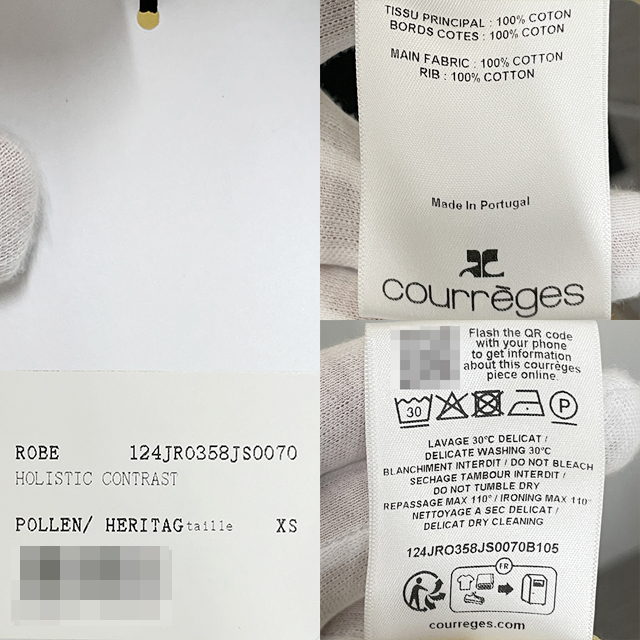 ROBE 124JRO358JS0070
HOLISTIC CONTRAST
POLLEN/ HERITAG taille XS
TISSU PRINCIPAL : 100% COTON
BORDS COTES : 100% COTON
MAIN FABRIC : 100% COTTON
RIB : 100% COTTON
Made In Portugal
courrèges
Flash the QR code
with your phone
to get information
about this courrèges
piece online.
30
P
LAVAGE 30°C DELICAT /
DELICATE WASHING 30°C
BLANCHIMENT INTERDIT / DO NOT BLEACH
SECHAGE TAMBOUR INTERDIT /
DO NOT TUMBLE DRY
REPASSAGE MAX 110° / IRONING MAX 110°
NETTOYAGE A SEC DELICAT /
DELICAT DRY CLEANING
124JRO358JS0070B105
FR
courreges.com